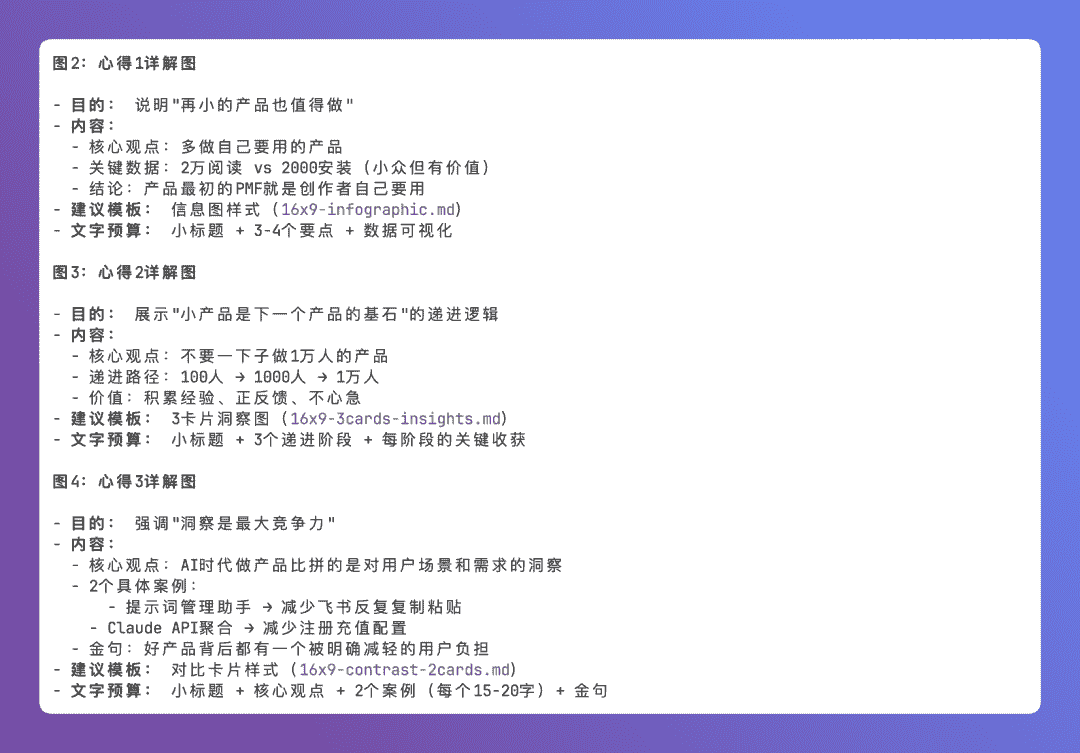 图2: 心得1详解图
- 目的: 说明"再小的产品也值得做"
- 内容:
- 核心观点: 多做自己要用的产品
- 关键数据: 2万阅读 vs 2000安装 (小众但有价值)
- 结论: 产品最初的PMF就是创作者自己要用
- 建议模板: 信息图样式 (16x9-infographic.md)
- 文字预算: 小标题 + 3-4个要点 + 数据可视化
图3: 心得2详解图
- 目的: 展示"小产品是下一个产品的基石"的递进逻辑
- 内容:
- 核心观点: 不要一下子做1万人的产品
- 递进路径: 100人 → 1000人 → 1万人
- 价值: 积累经验、正反馈、不心急
- 建议模板: 3卡片洞察图 (16x9-3cards-insights.md)
- 文字预算: 小标题 + 3个递进阶段 + 每阶段的关键收获
图4: 心得3详解图
- 目的: 强调"洞察是最大竞争力"
- 内容:
- 核心观点: AI时代做产品比拼的是对用户场景和需求的洞察
- 2个具体案例:
- 提示词管理助手 → 减少飞书反复复制粘贴
- Claude API聚合 → 减少注册充值配置
- 金句: 好产品背后都有一个被明确减轻的用户负担
- 建议模板: 对比卡片样式 (16x9-contrast-2cards.md)
- 文字预算: 小标题 + 核心观点 + 2个案例 (每个15-20字) + 金句